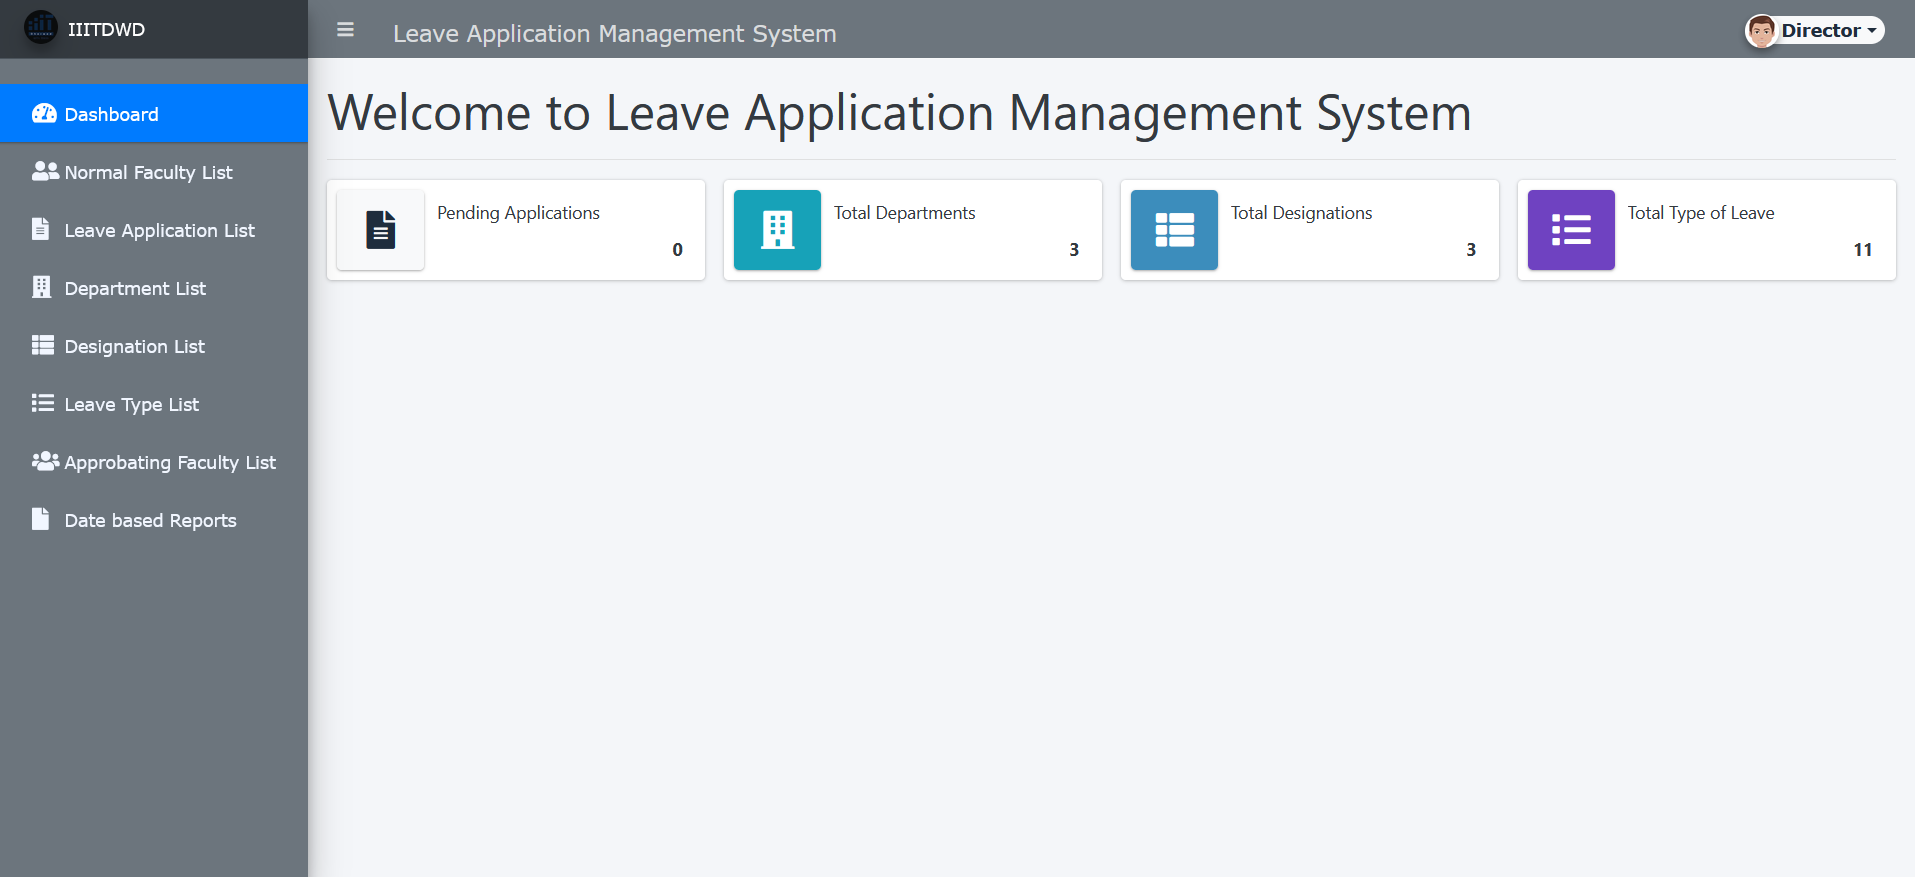 IIITDWD
Leave Application Management System
Director
Dashboard
Normal Faculty List
Leave Application List
Department List
Designation List
Leave Type List
Approbating Faculty List
Date based Reports
Welcome to Leave Application Management System
Pending Applications
0
Total Departments
3
Total Designations
3
Total Type of Leave
11